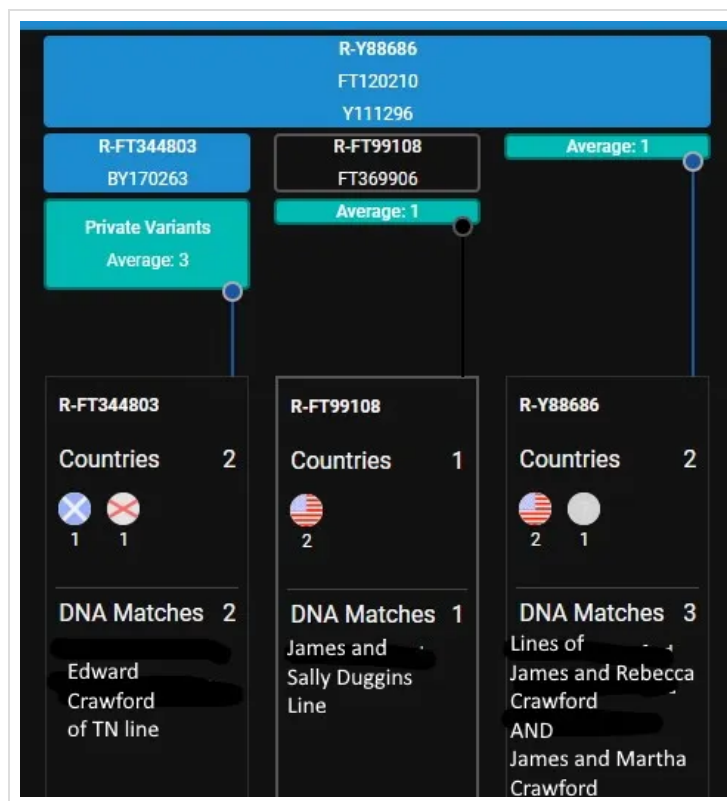 R-Y88686
FT120210
Y111296
R-FT344803
BY170263
Private Variants
Average: 3
R-FT99108
FT369906
Average: 1
Average: 1
R-FT344803
Countries 2
1 1
DNA Matches 2
Edward
Crawford
of TN line
R-FT99108
Countries 1
2
DNA Matches 1
James and
Sally Duggins
Line
R-Y88686
Countries 2
2 1
DNA Matches 3
Lines of
James and Rebecca
Crawford
AND
James and Martha
Crawford